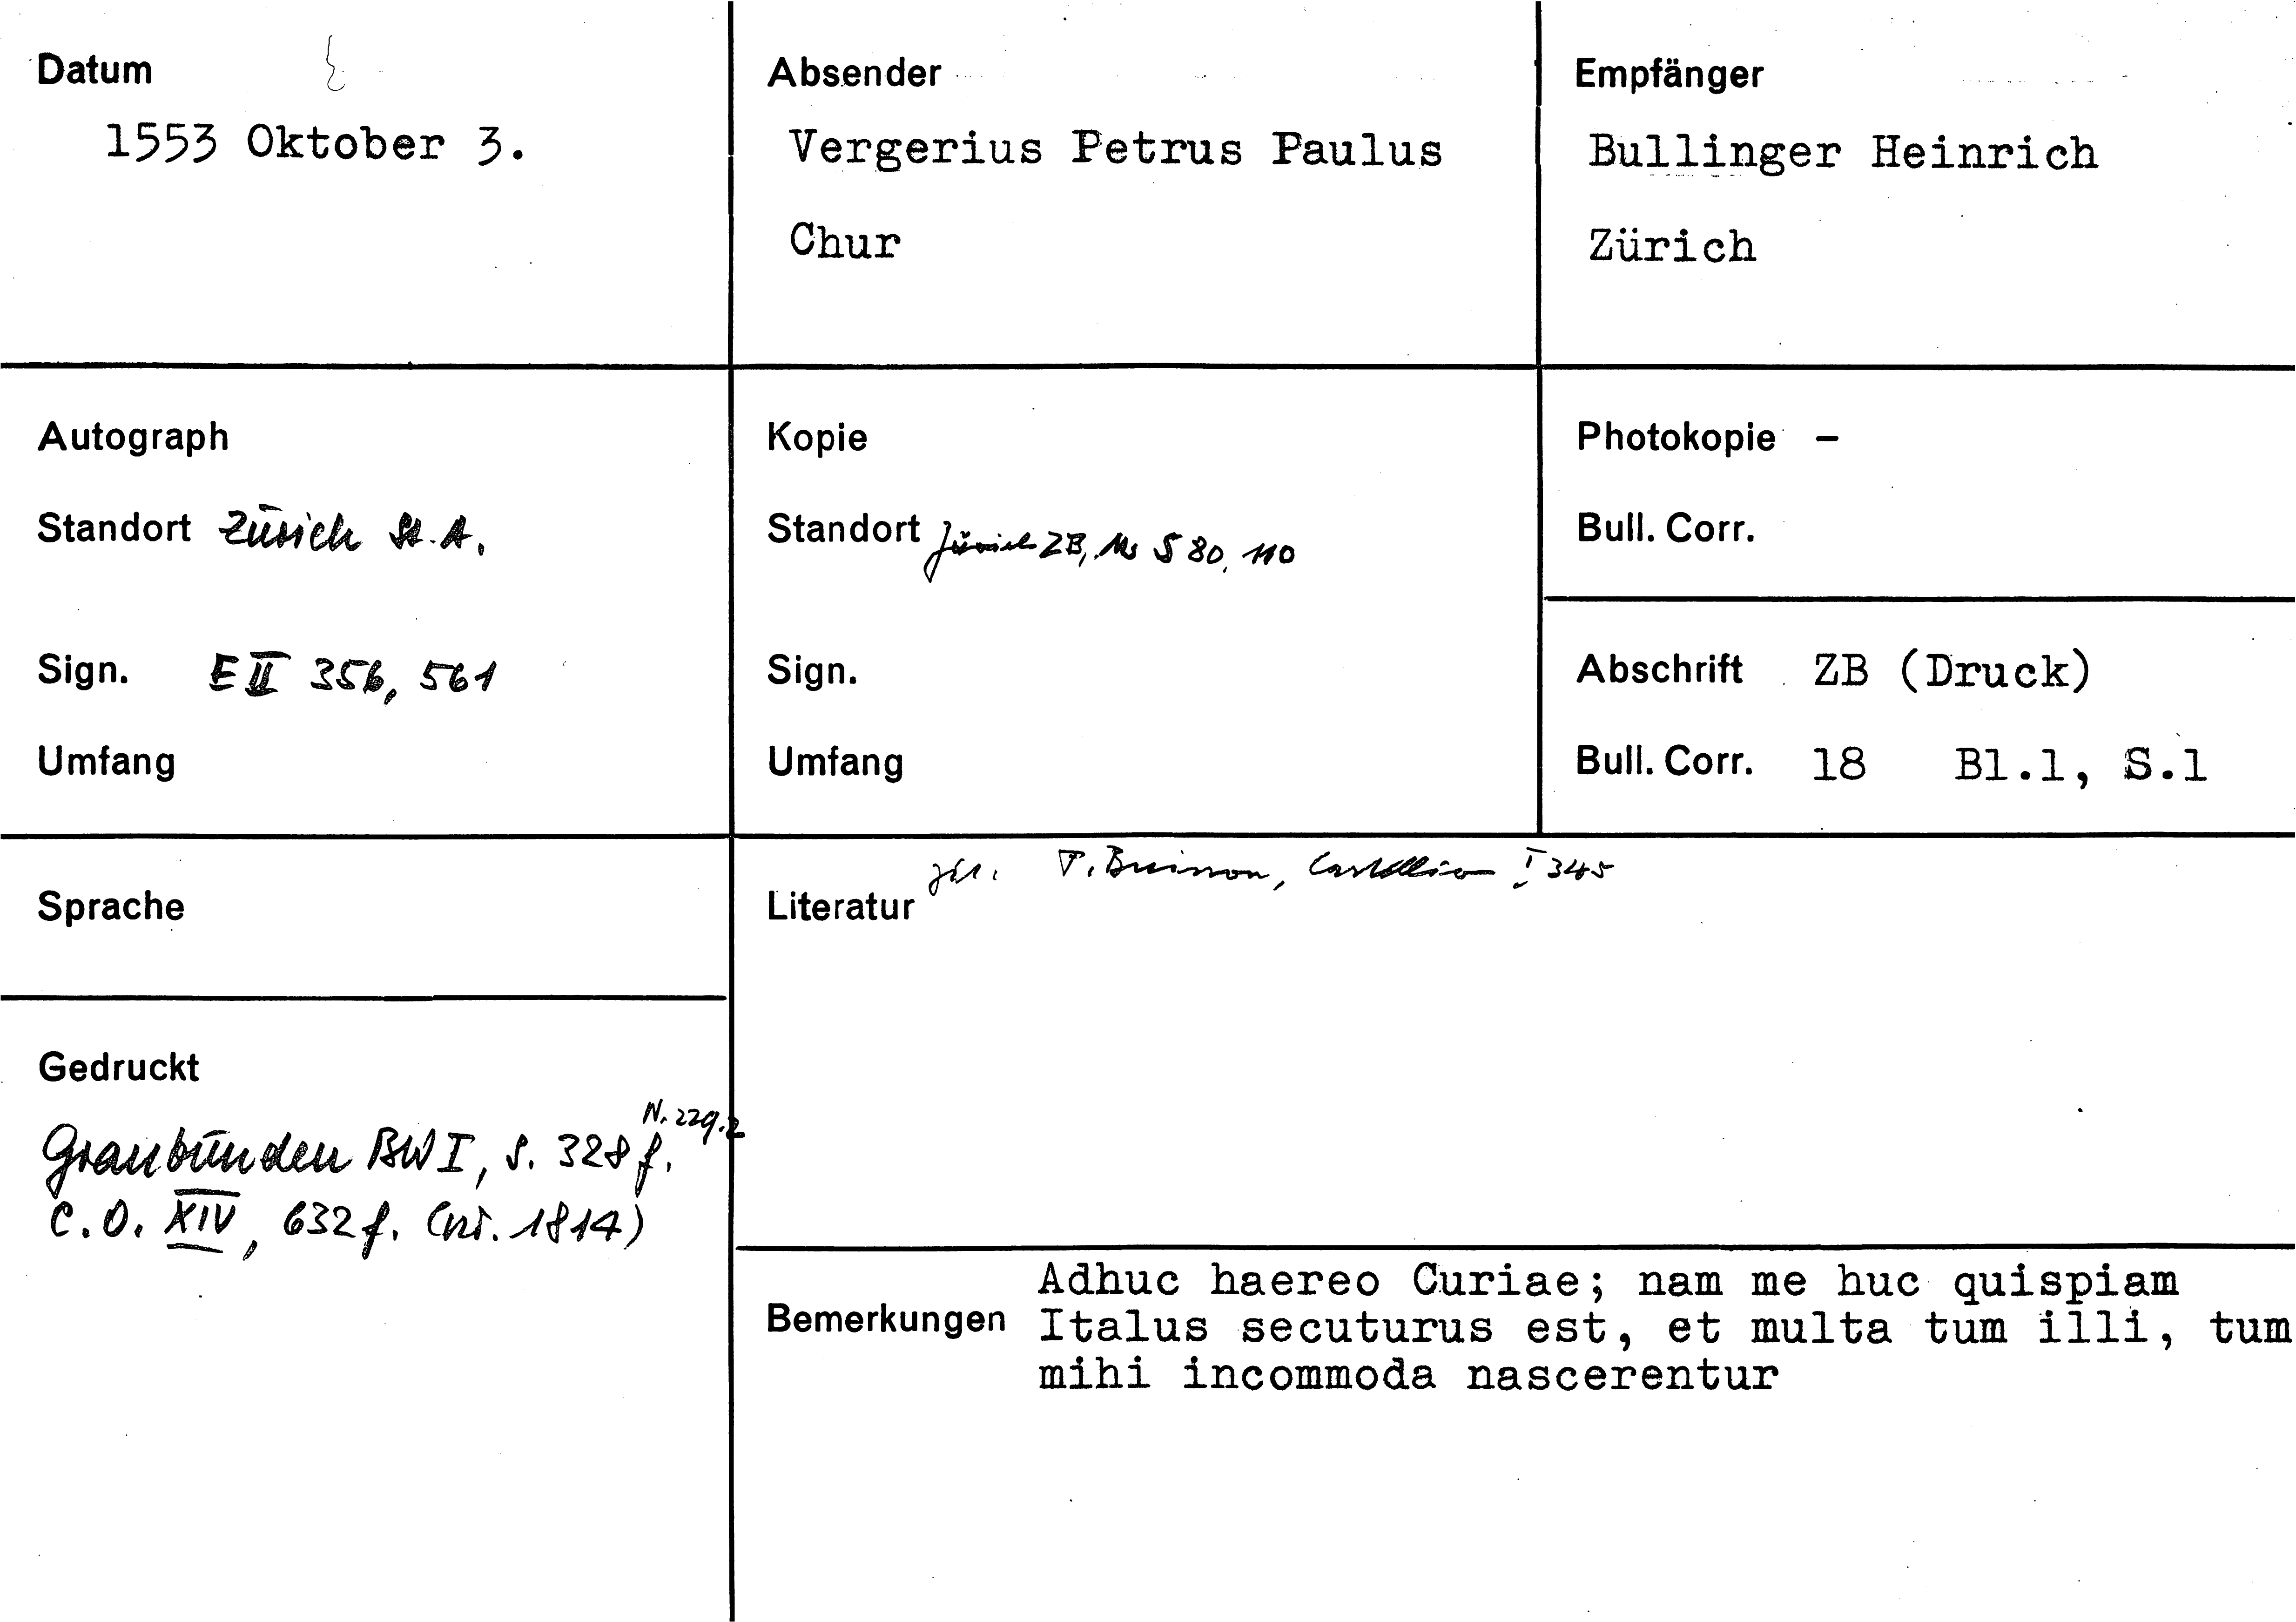 Datum
1553 Oktober 3.
Absender
Vergerius Petrus Paulus
Chur
Empfänger
Bullinger Heinrich
Zürich
Autograph
Standort Zürich St.A.
Sign. E II 356, 561
Umfang
Kopie
Standort Zürich ZB, Ms S 80, 110
Sign.
Umfang
Photokopie -
Bull. Corr.
Abschrift ZB (Druck)
Bull. Corr. 18 Bl.1, S.1
Sprache
Gedruckt
N. 229.2
Graubünden BW I, S. 328 f.
C.O. XIV, 632 f. (nr. 1814)
Buisson, Castellio I 345
Literatur
Adhuc haereo Curiae; nam me huc quispiam
Bemerkungen Italus secuturus est, et multa tum illi, tum
mihi incommoda nascerentur